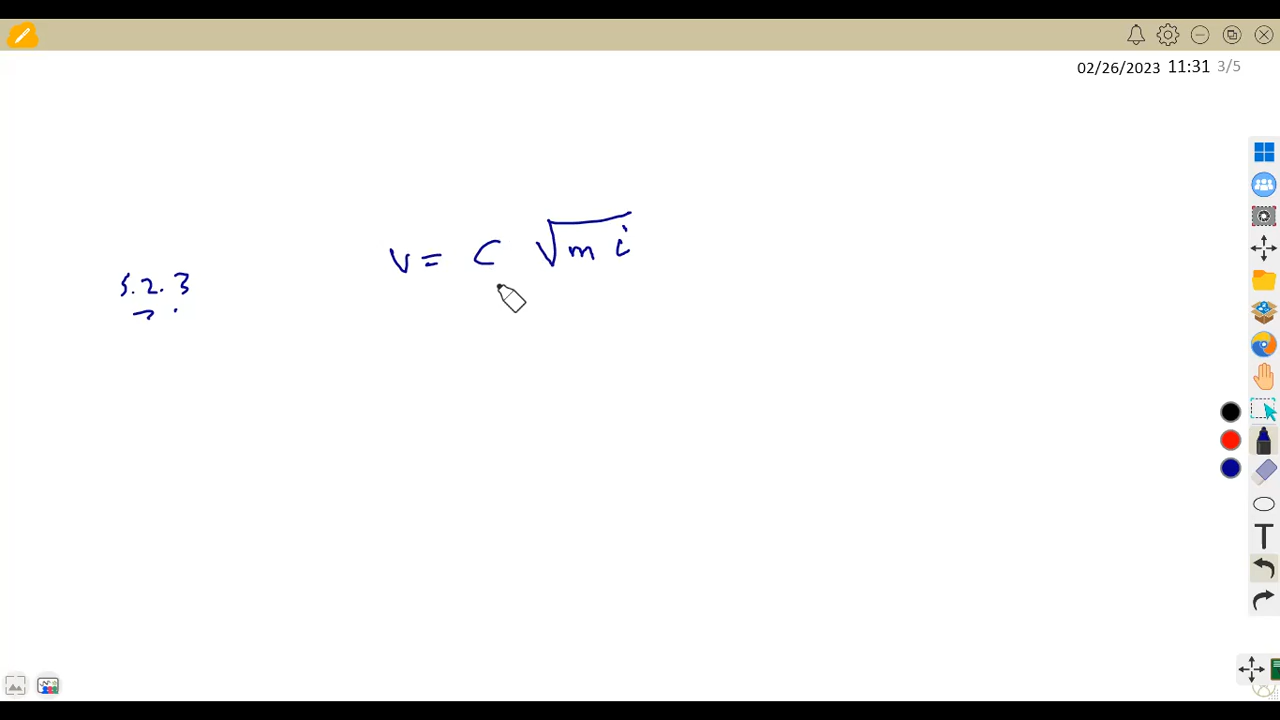 02/26/2023 11:31 3/5
V = C √m i
5.2.3
T